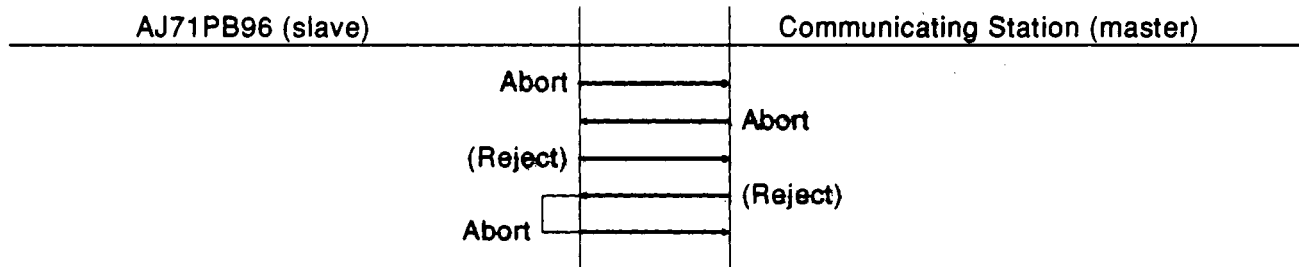 AJ71PB96 (slave)
Communicating Station (master)
Abort
Abort
(Reject)
(Reject)
Abort